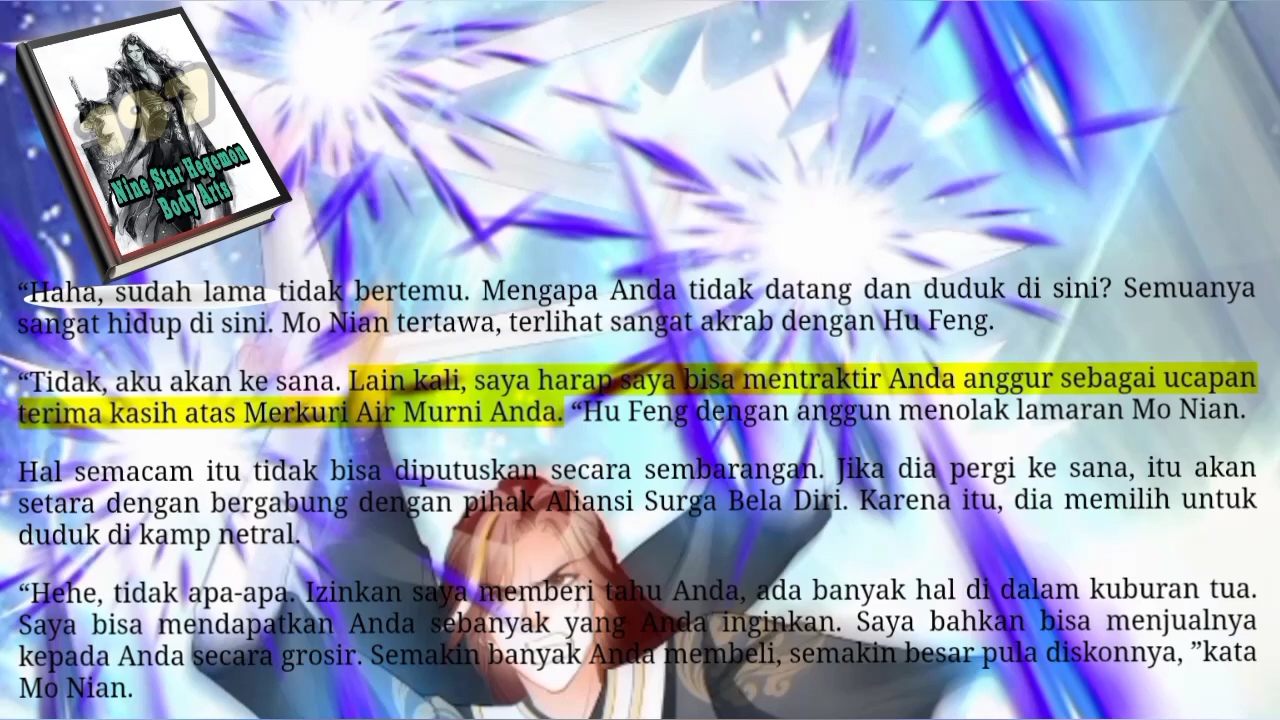 1971
Nine Star Hegemon
Body Arts
“Haha, sudah lama tidak bertemu. Mengapa Anda tidak datang dan duduk di sini? Semuanya
sangat hidup di sini. Mo Nian tertawa, terlihat sangat akrab dengan Hu Feng.
“Tidak, aku akan ke sana. Lain kali, saya harap saya bisa mentraktir Anda anggur sebagai ucapan
terima kasih atas Merkuri Air Murni Anda. “Hu Feng dengan anggun menolak lamaran Mo Nian.
Hal semacam itu tidak bisa diputuskan secara sembarangan. Jika dia pergi ke sana, itu akan
setara dengan bergabung dengan pihak Aliansi Surga Bela Diri. Karena itu, dia memilih untuk
duduk di kamp netral.
“Hehe, tidak apa-apa. Izinkan saya memberi tahu Anda, ada banyak hal di dalam kuburan tua.
Saya bisa mendapatkan Anda sebanyak yang Anda inginkan. Saya bahkan bisa menjualnya
kepada Anda secara grosir. Semakin banyak Anda membeli, semakin besar pula diskonnya, ”kata
Mo Nian.